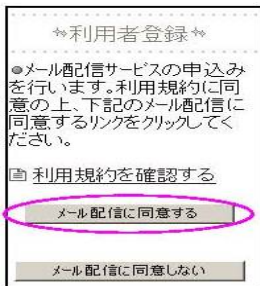 利用者登録
●メール配信サービスの申込み
を行います。利用規約に同
意の上、下記のメール配信に
同意するリンクをクリックしてく
ださい。
利用規約を確認する
メール配信に同意する
メール配信に同意しない